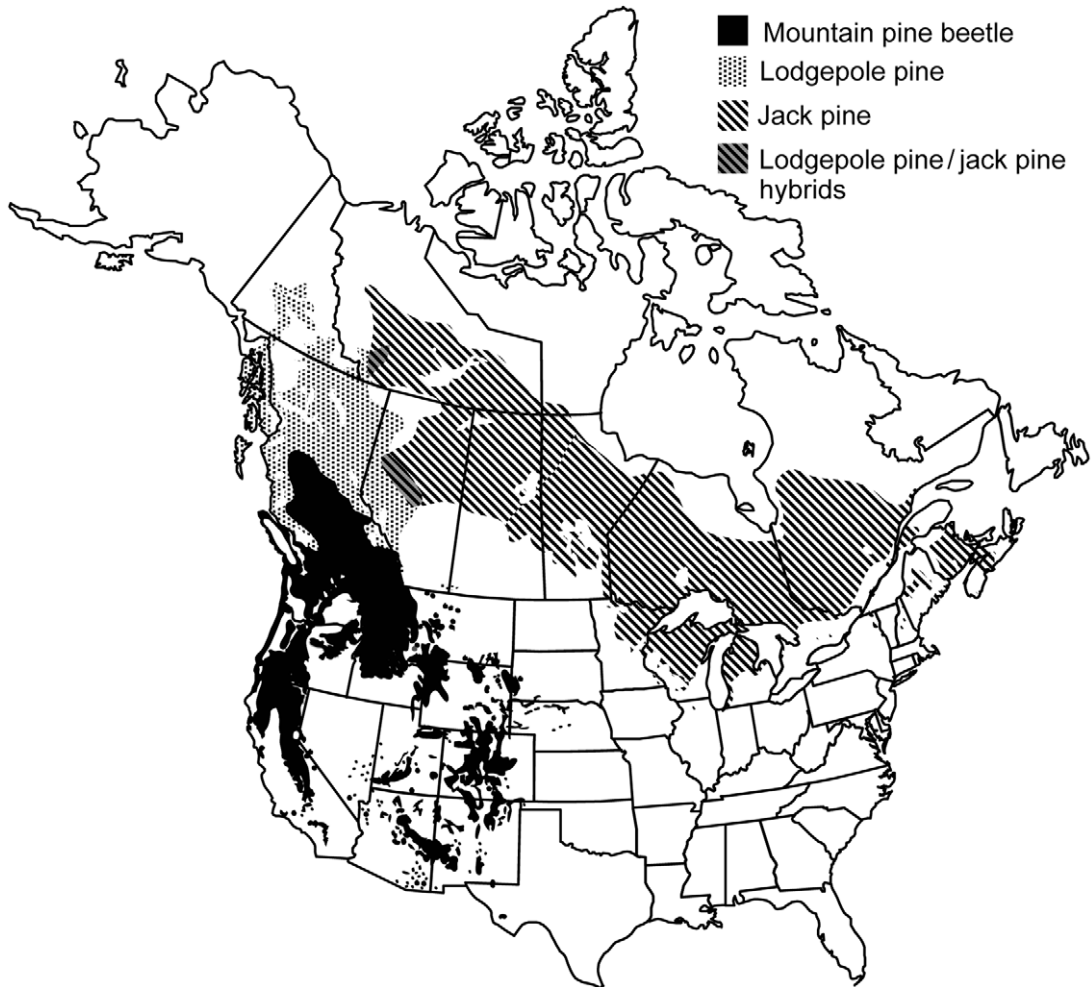 Mountain pine beetle
Lodgepole pine
Jack pine
Lodgepole pine/jack pine
hybrids